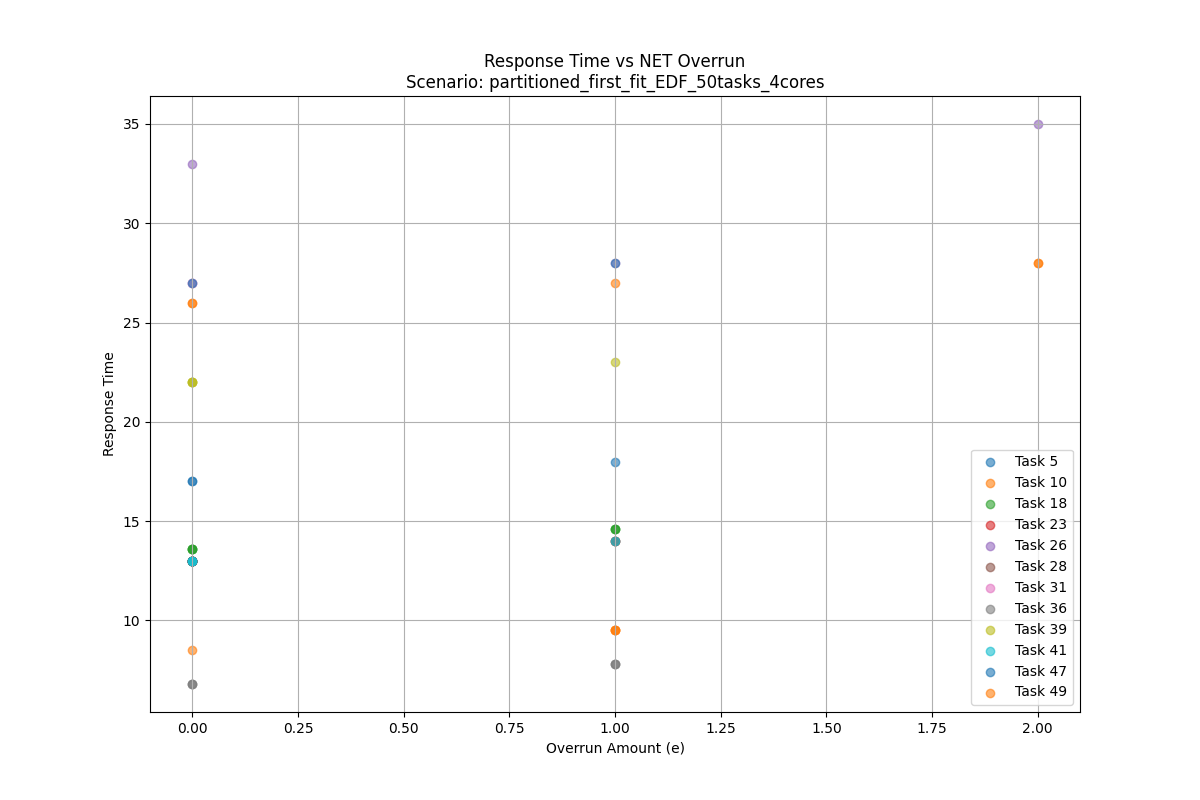 Response Time vs NET Overrun
Scenario: partitioned_first_fit_EDF_50tasks_4cores
35
30
25
20
15
10
Response Time
0.00 0.25 0.50 0.75 1.00 1.25 1.50 1.75 2.00
Overrun Amount (e)
Task 5
Task 10
Task 18
Task 23
Task 26
Task 28
Task 31
Task 36
Task 39
Task 41
Task 47
Task 49